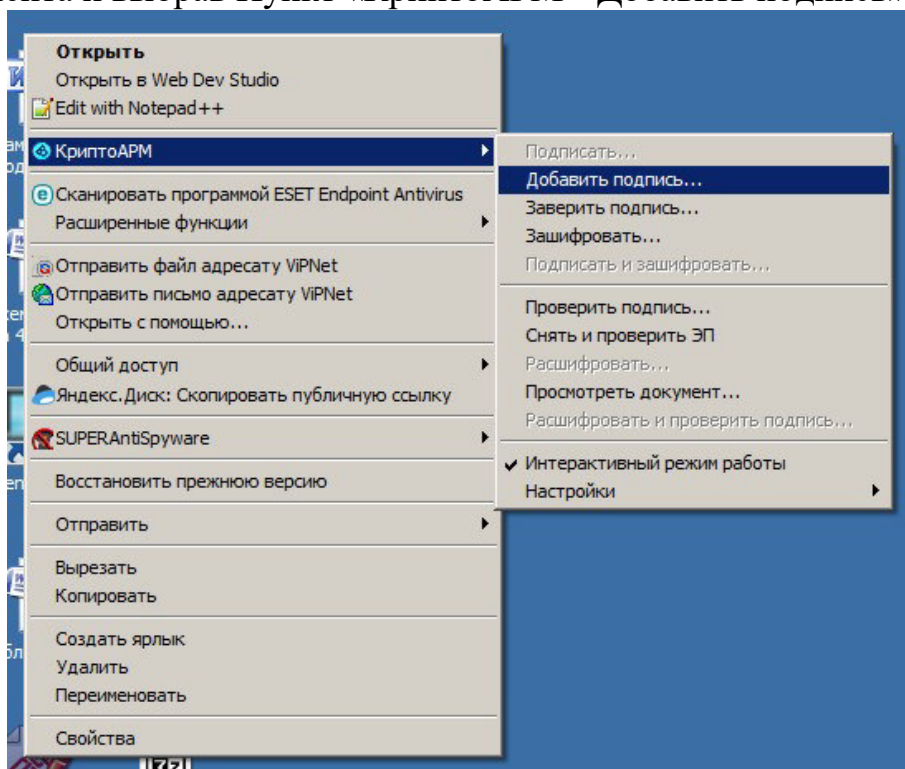 Открыть
Открыть в Web Dev Studio
Edit with Notepad++
КриптоАРМ
Сканировать программой ESET Endpoint Antivirus
Расширенные функции
Отправить файл адресату ViPNet
Отправить письмо адресату ViPNet
Открыть с помощью...
Общий доступ
Яндекс.Диск: Скопировать публичную ссылку
SUPERAntiSpyware
Восстановить прежнюю версию
Отправить
Вырезать
Копировать
Создать ярлык
Удалить
Переименовать
Свойства
Подписать...
Добавить подпись...
Заверить подпись...
Зашифровать...
Подписать и зашифровать...
Проверить подпись...
Снять и проверить ЭП
Расшифровать...
Просмотреть документ...
Расшифровать и проверить подпись...
Интерактивный режим работы
Настройки